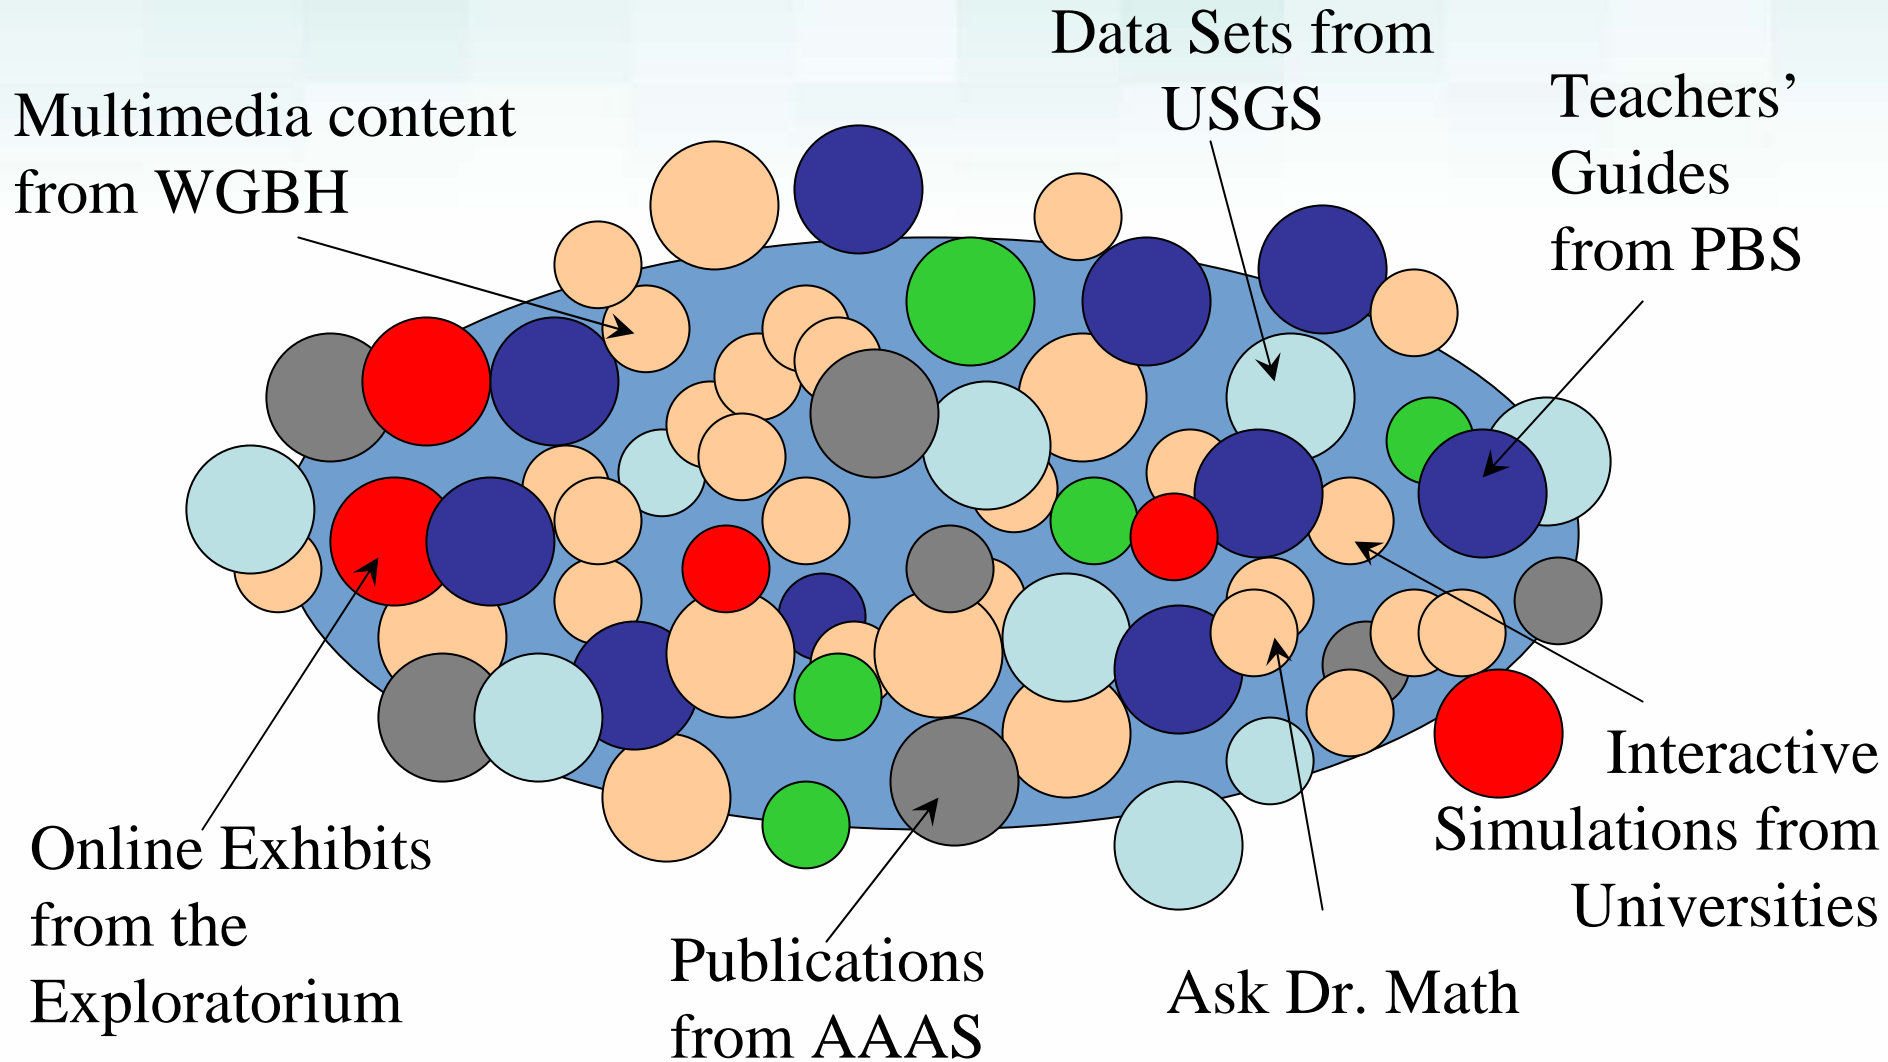 Data Sets from
USGS
Multimedia content
from WGBH
Teachers’
Guides
from PBS
Interactive
Simulations from
Universities
Online Exhibits
from the
Exploratorium
Publications
from AAAS
Ask Dr. Math